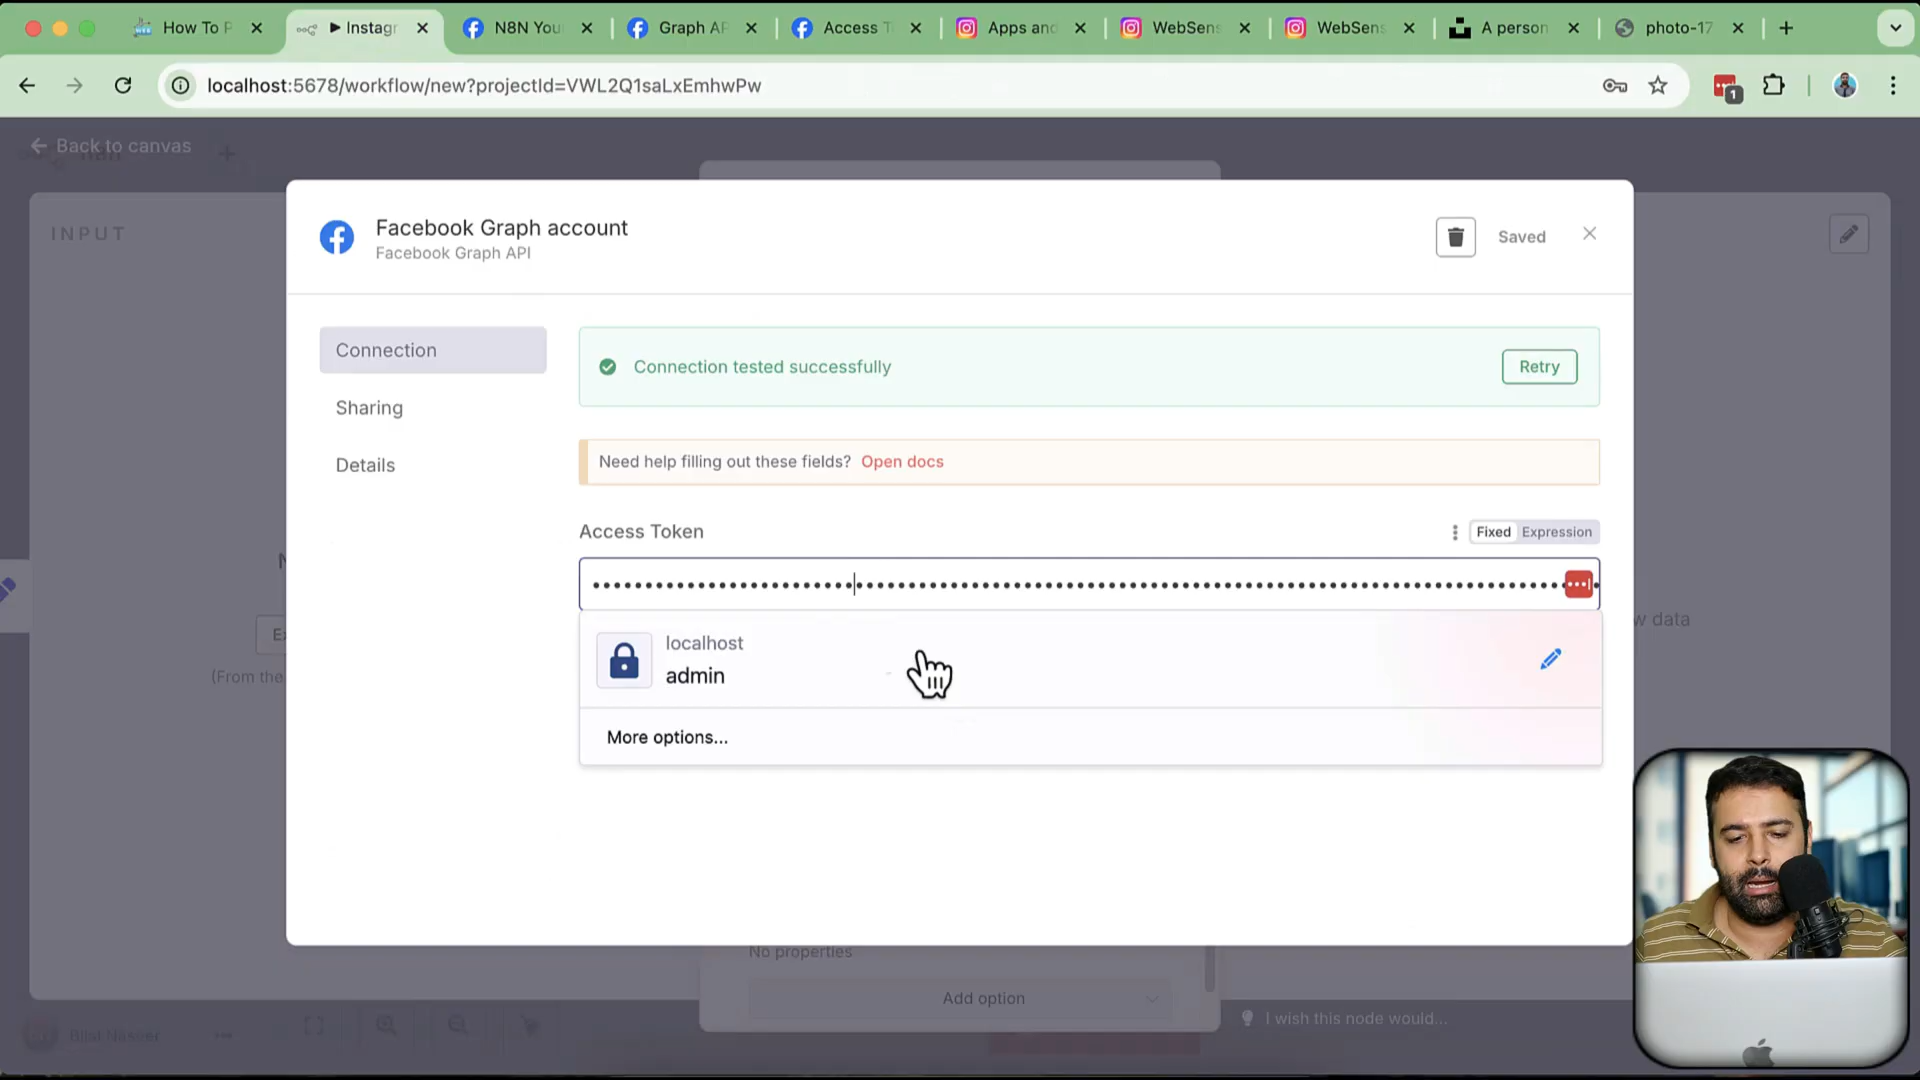 How To P
Instagr
N8N You
Graph AP
Access T
Apps and
WebSens
WebSens
A person
photo-17
localhost:5678/workflow/new?projectId=VWL2Q1saLxEmhwPw
1
Back to canvas
INPUT
Facebook Graph account
Facebook Graph API
Saved
Connection
Sharing
Details
Connection tested successfully
Retry
Need help filling out these fields? Open docs
Access Token
Fixed Expression
localhost
admin
More options...
(From the
w data
No properties
Add option
I wish this node would...